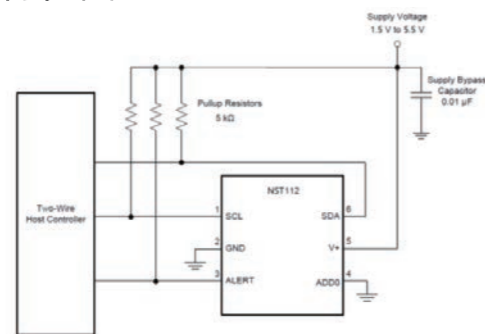 Supply Voltage
1.5 V to 5.5 V
Supply Bypass
Capacitor
0.01 µF
Pullup Resistors
5 kΩ
NST112
Two-Wire
Host Controller
1 SCL SDA 6
2 GND V+ 5
3 ALERT ADD0 4